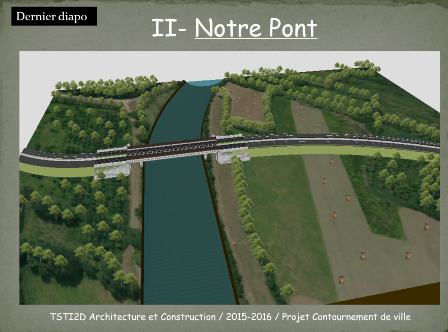 Dernier diapo
II- Notre Pont
TSTI2D Architecture et Construction / 2015-2016 / Projet Contournement de ville